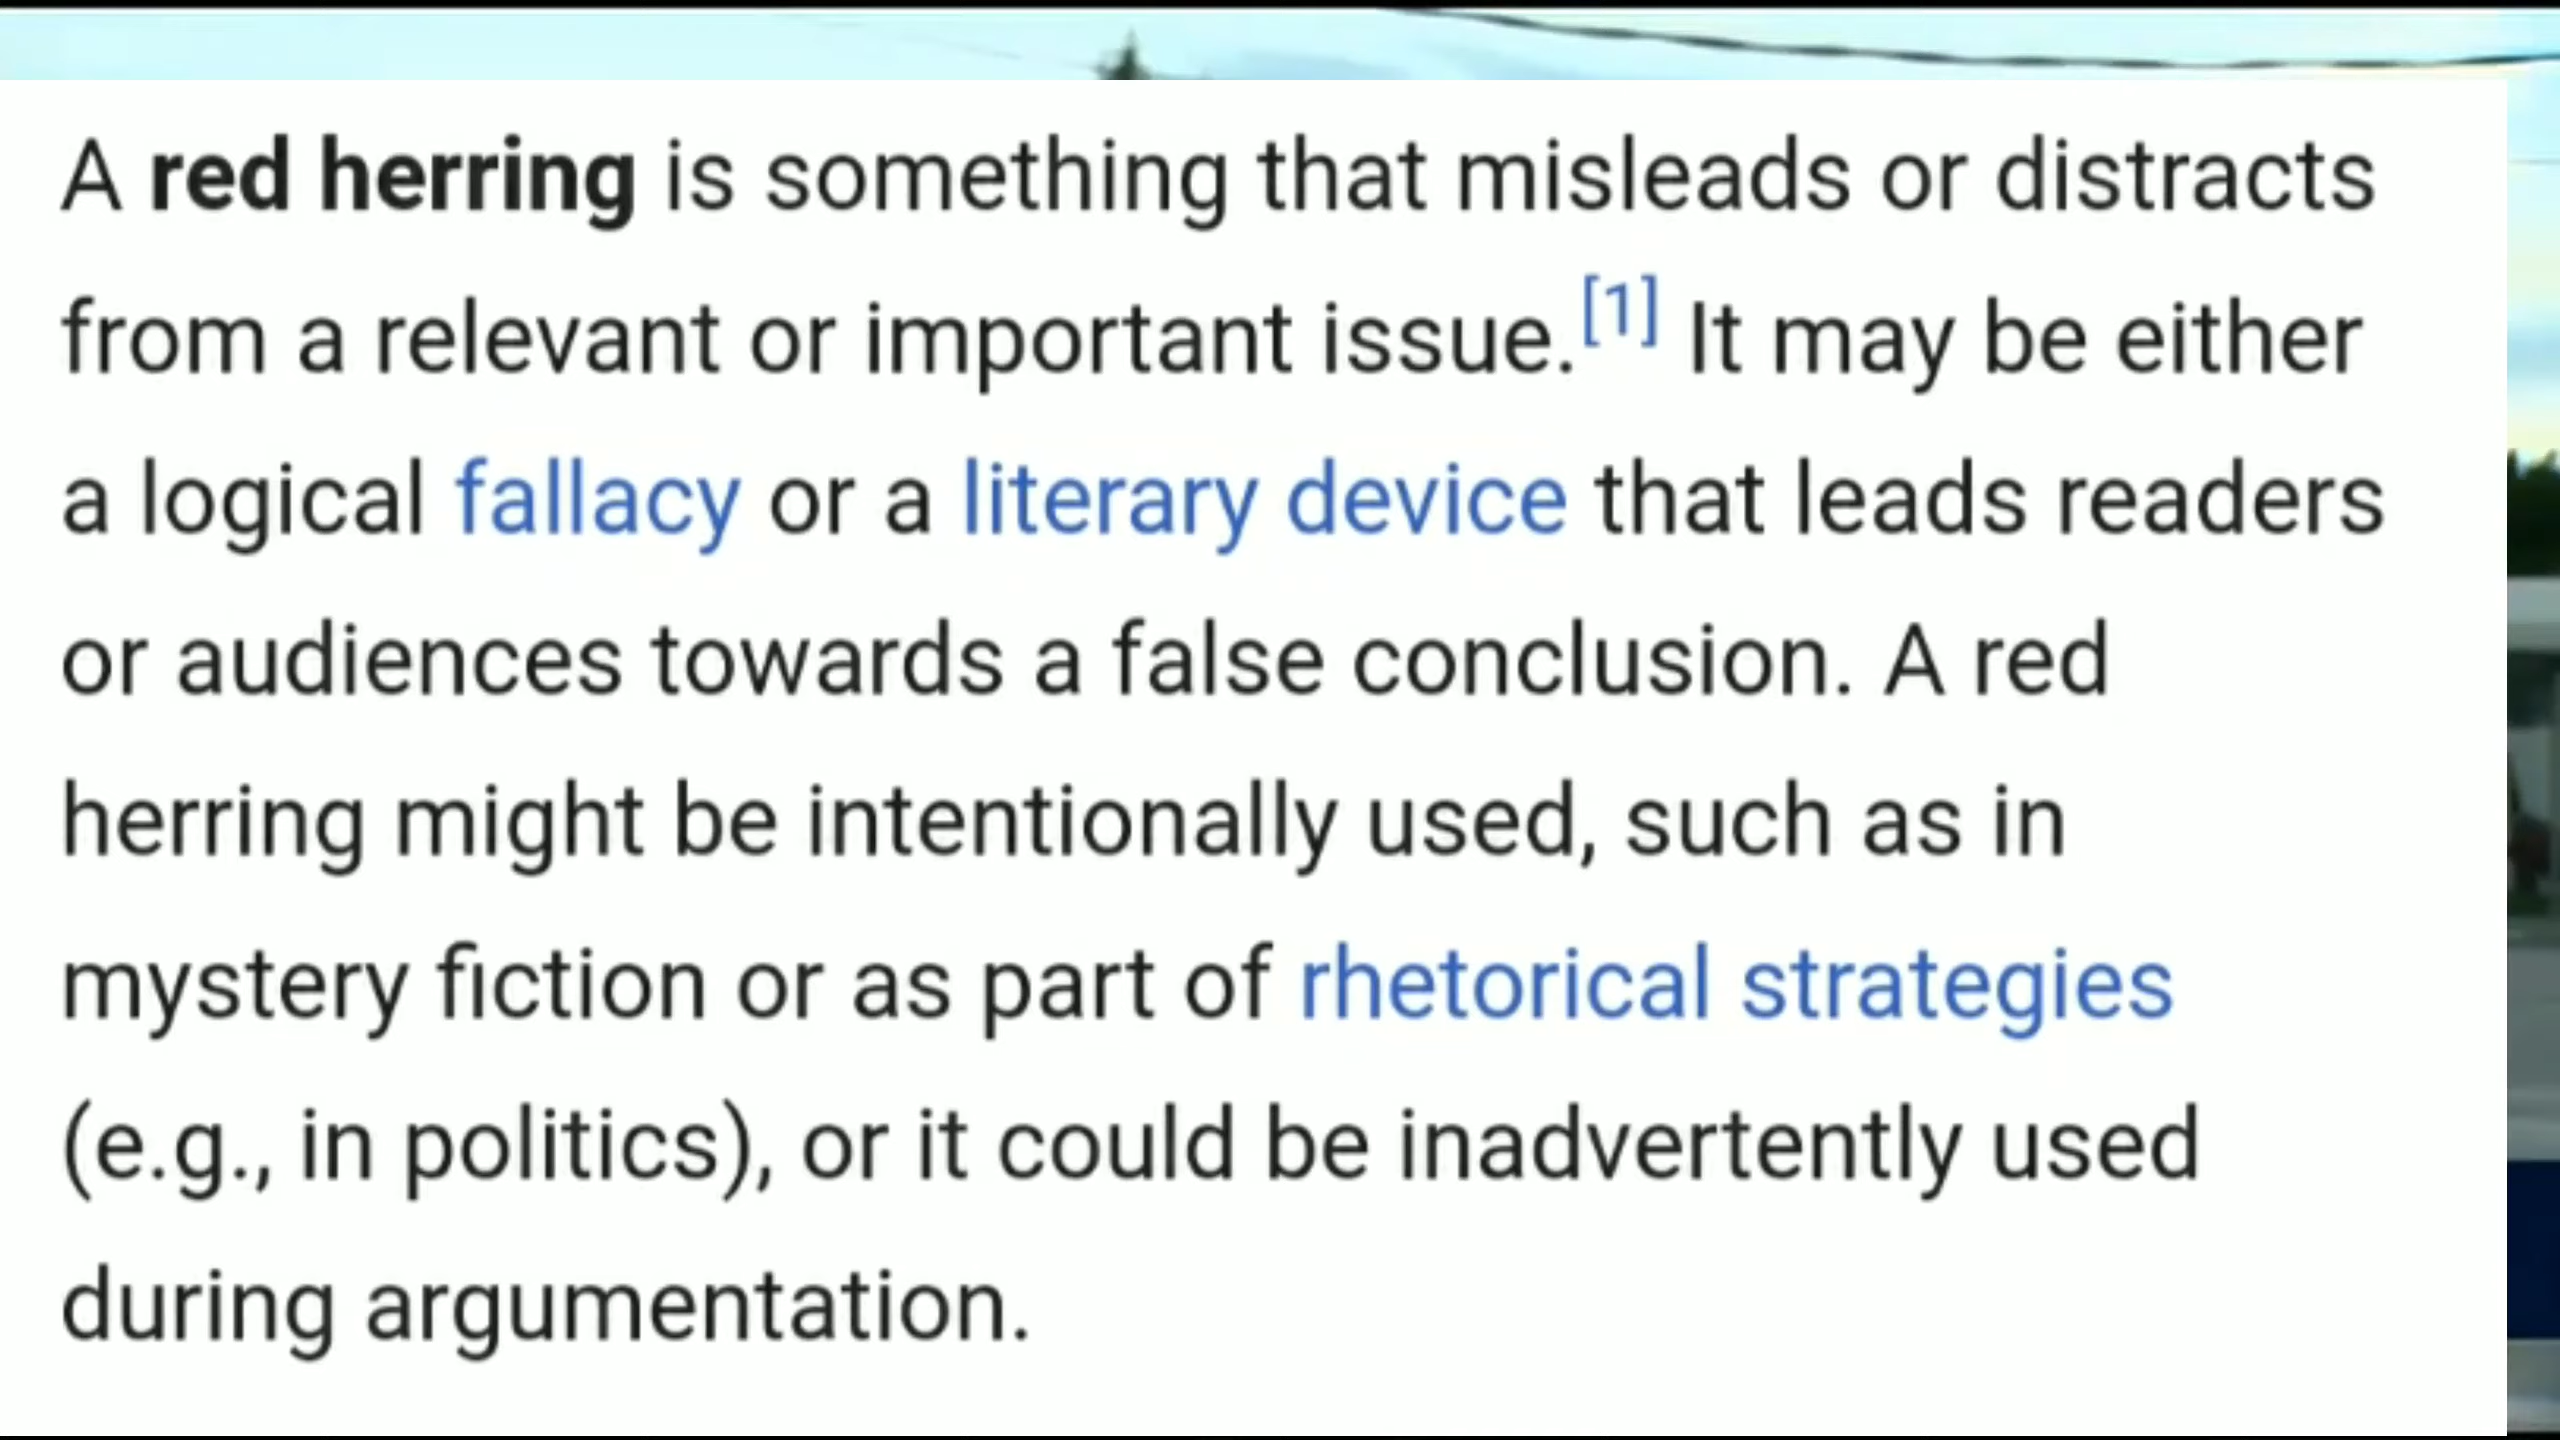 A red herring is something that misleads or distracts
from a relevant or important issue.[1] It may be either
a logical fallacy or a literary device that leads readers
or audiences towards a false conclusion. A red
herring might be intentionally used, such as in
mystery fiction or as part of rhetorical strategies
(e.g., in politics), or it could be inadvertently used
during argumentation.